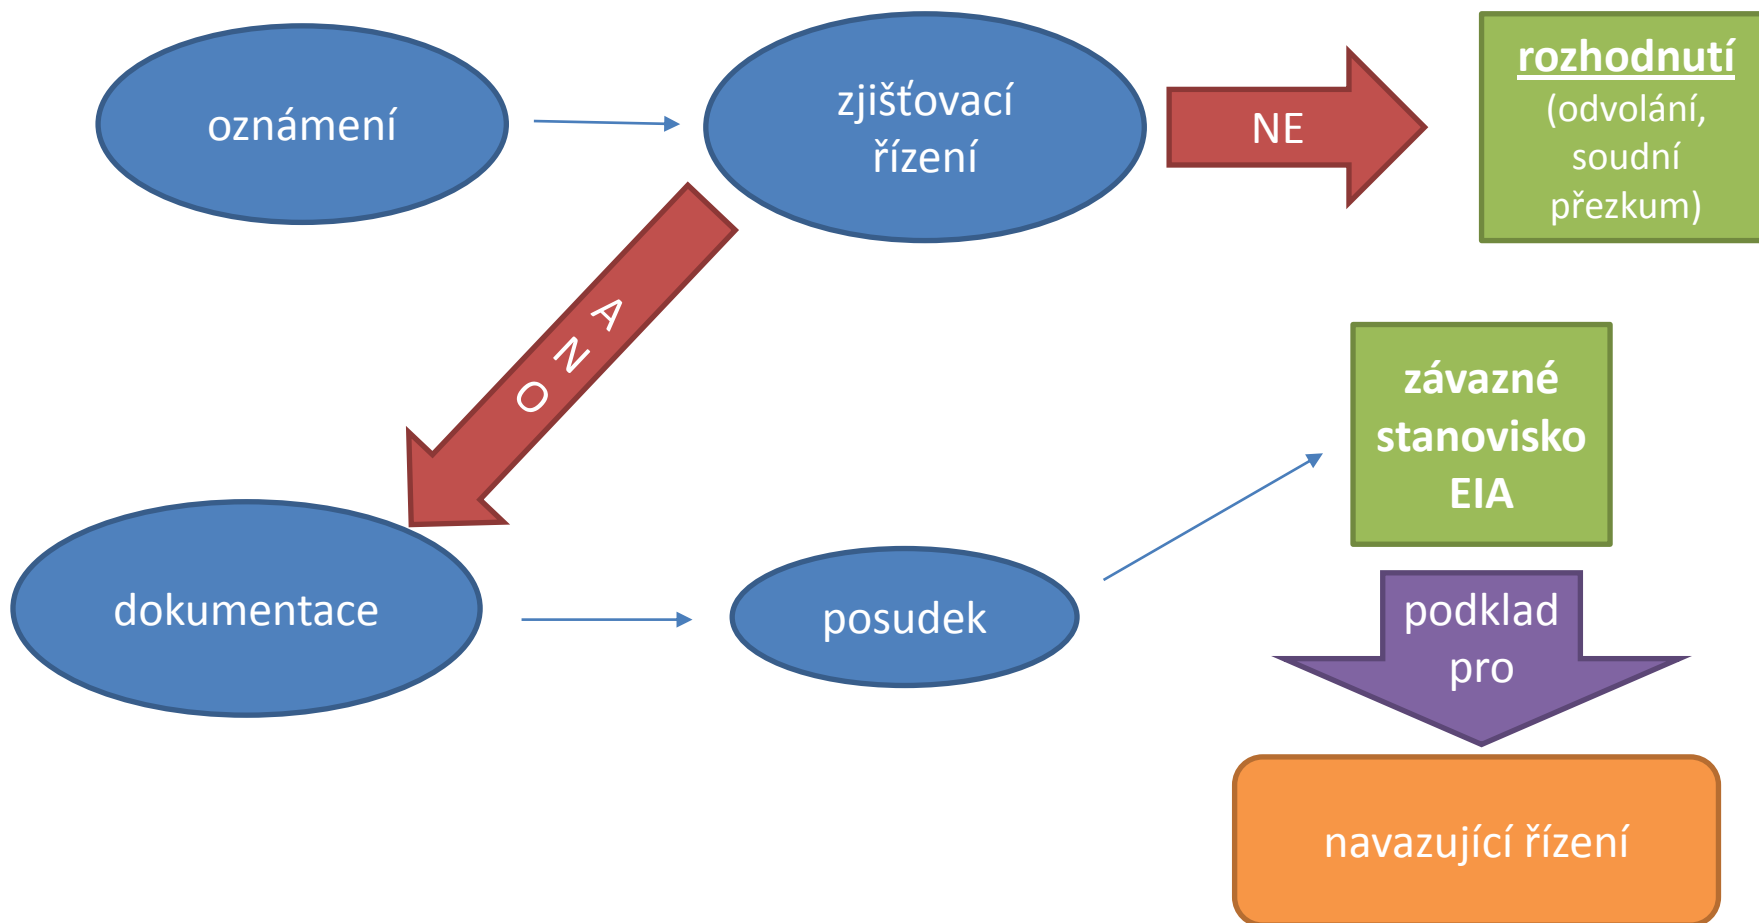 oznámení
zjišťovací
řízení
NE
rozhodnutí
(odvolání,
soudní
přezkum)
ANO
závazné
stanovisko
EIA
dokumentace
posudek
podklad
pro
navazující řízení